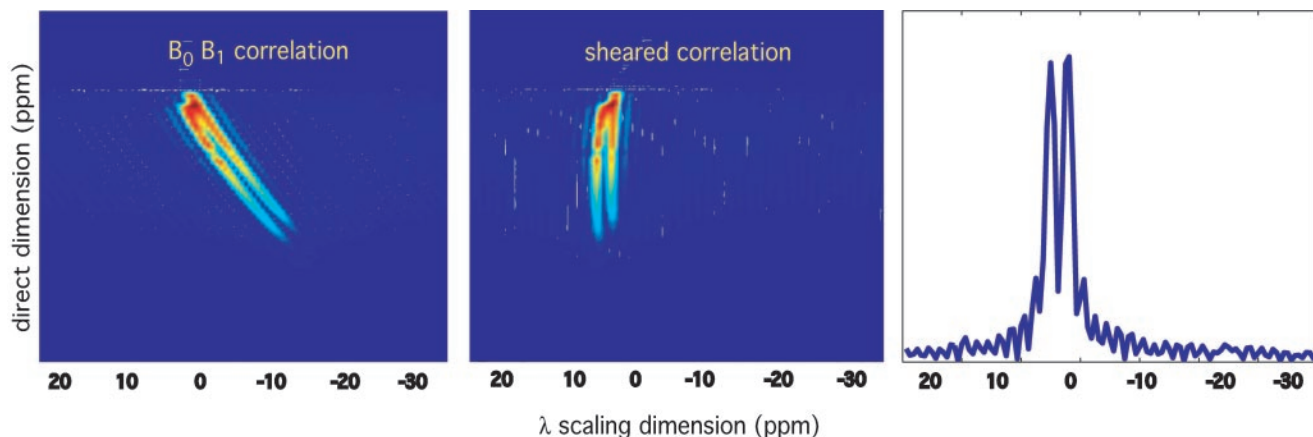 B₀ B₁ correlation
sheared correlation
direct dimension (ppm)
20 10 0 -10 -20 -30
20 10 0 -10 -20 -30
20 10 0 -10 -20 -30
λ scaling dimension (ppm)